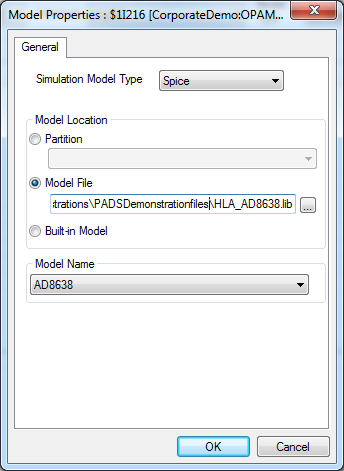 Model Properties : $1I216 [CorporateDemo:OPAM...
General
Simulation Model Type
Spice
Model Location
Partition
Model File
trations\PADSDemonstrationfiles\HLA_AD8638.lib
...
Built-in Model
Model Name
AD8638
OK
Cancel